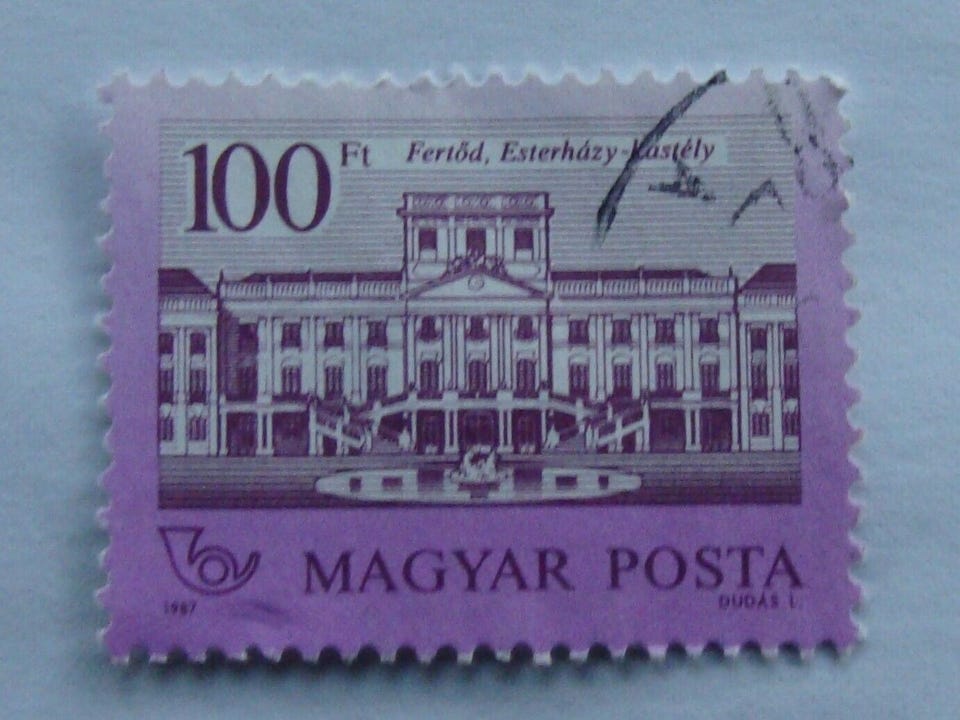 100 Ft Fertőd, Esterházy-kastély
MAGYAR POSTA
1987 DUDÁS L.